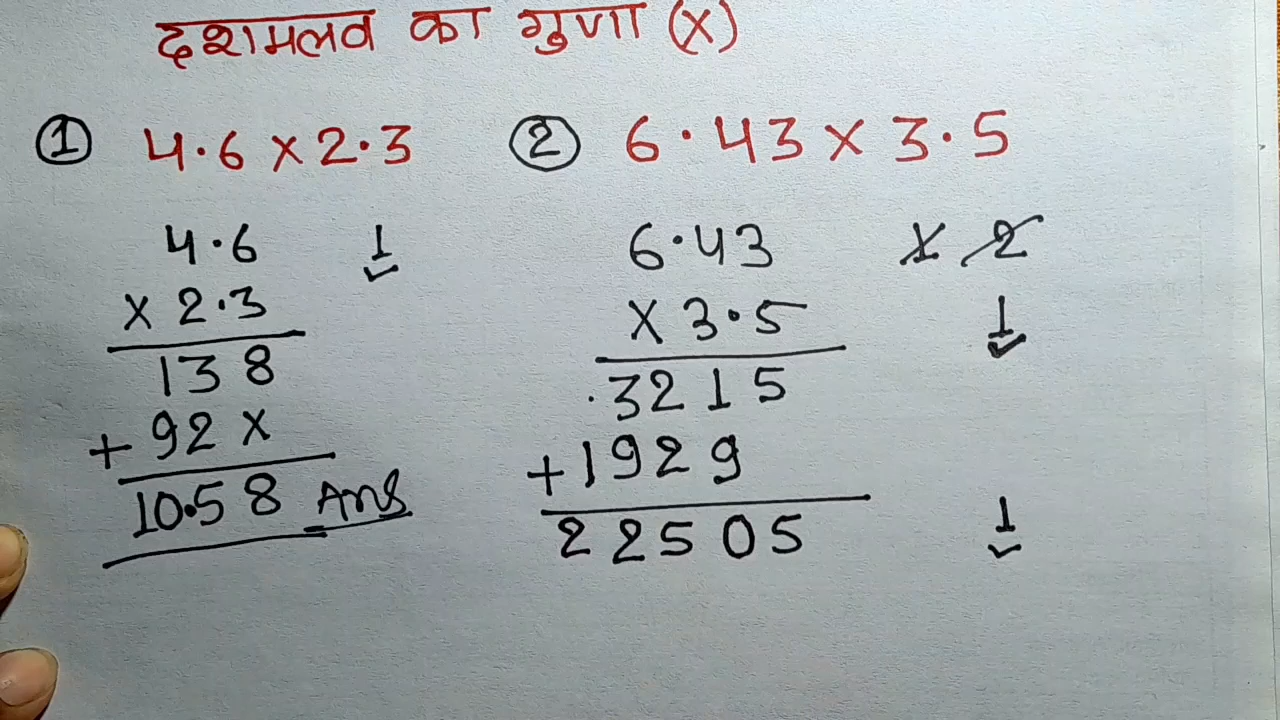 दशमलव का गुणा (x)
① 4.6 x 2.3
4.6 1
x 2.3
138
+ 92 x
10.58 Ans
② 6.43 x 3.5
6.43 x 2
x 3.5 1
.3215
+ 1929
22505 1